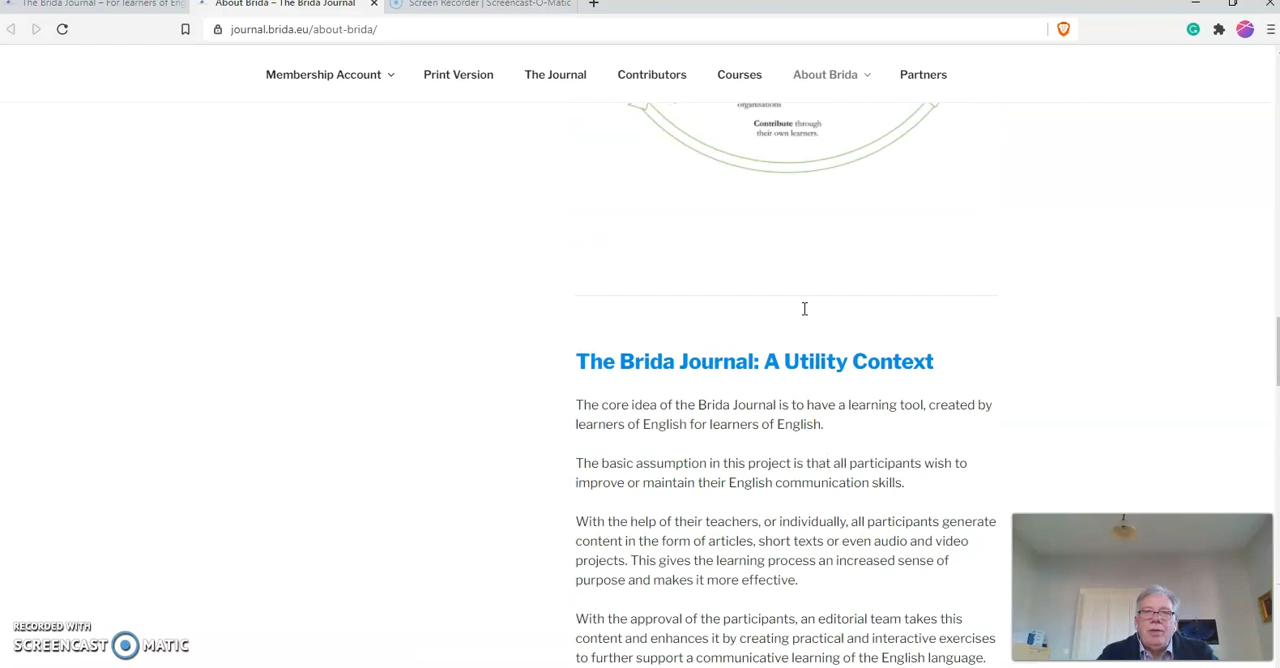 The Brida Journal – For learners of Eng
About Brida – The Brida Journal
Screen Recorder | Screencast-O-Matic
journal.brida.eu/about-brida/
Membership Account Print Version The Journal Contributors Courses About Brida Partners
organisations
Contribute through
their own learners.
The Brida Journal: A Utility Context
The core idea of the Brida Journal is to have a learning tool, created by
learners of English for learners of English.
The basic assumption in this project is that all participants wish to
improve or maintain their English communication skills.
With the help of their teachers, or individually, all participants generate
content in the form of articles, short texts or even audio and video
projects. This gives the learning process an increased sense of
purpose and makes it more effective.
With the approval of the participants, an editorial team takes this
content and enhances it by creating practical and interactive exercises
to further support a communicative learning of the English language.
RECORDED WITH
SCREENCAST MATIC